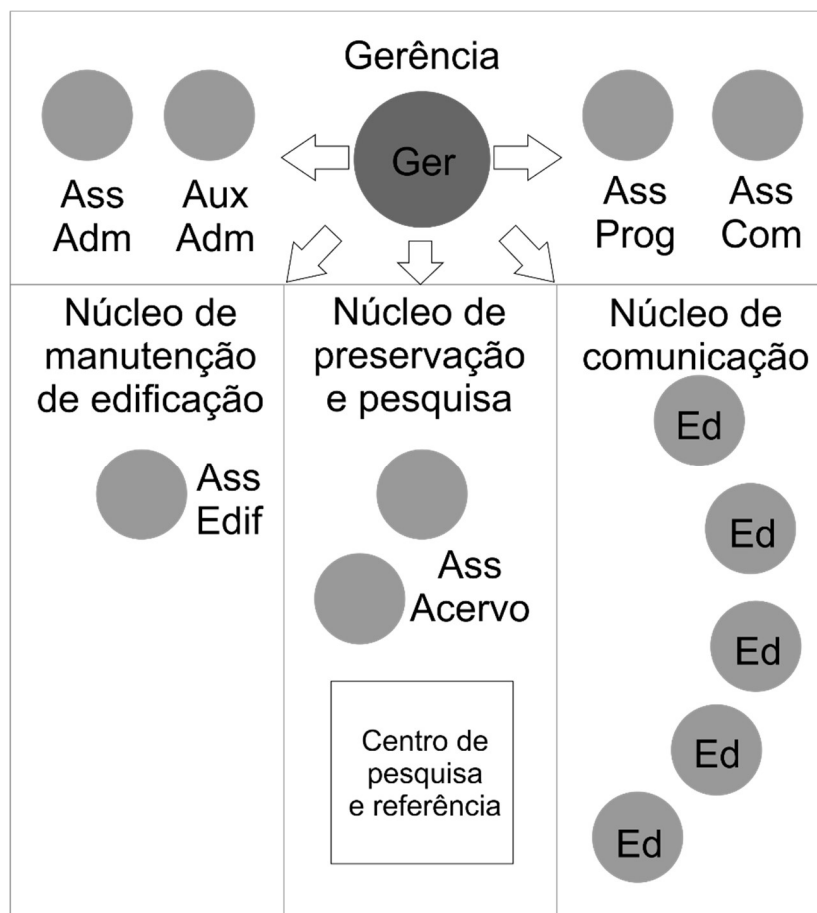 Gerência
Ger
Ass
Adm
Aux
Adm
Ass
Prog
Ass
Com
Núcleo de
manutenção
de edificação
Ass
Edif
Núcleo de
preservação
e pesquisa
Ass
Acervo
Centro de
pesquisa
e referência
Núcleo de
comunicação
Ed
Ed
Ed
Ed
Ed